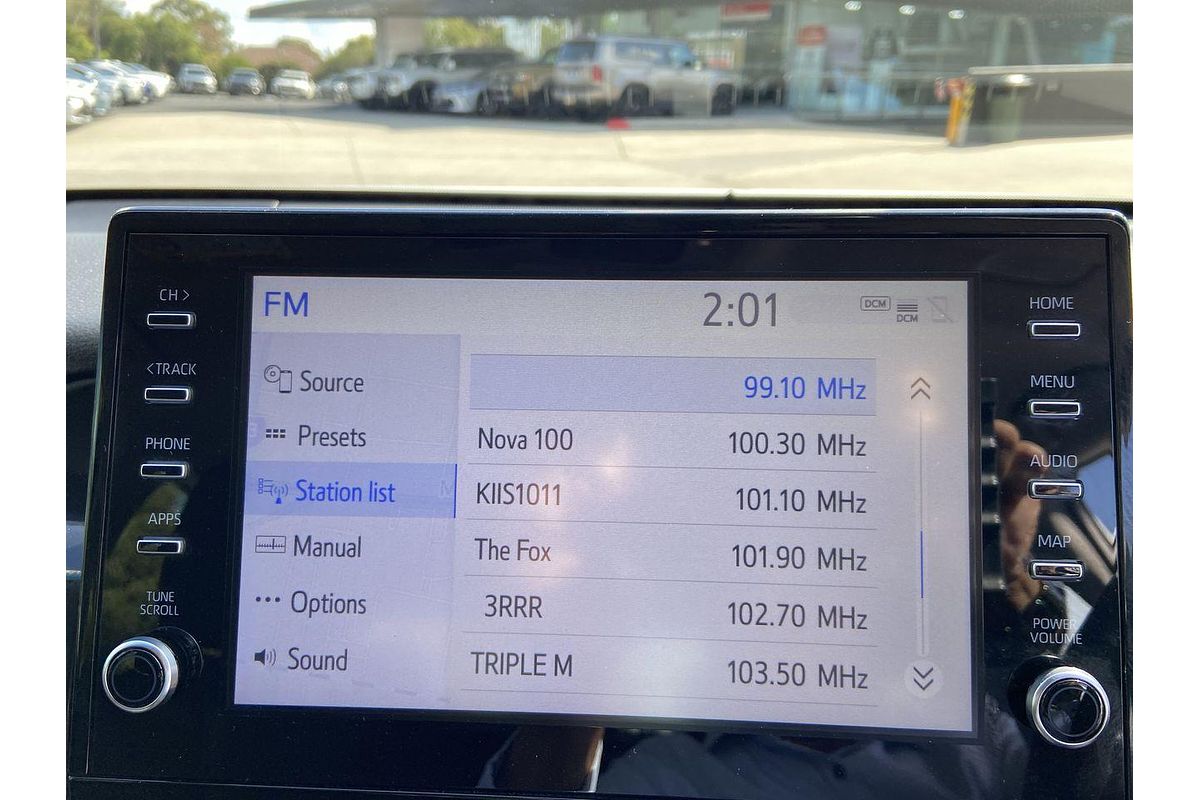 FM
2:01
DCM
DCM
CH >
<TRACK
PHONE
APPS
TUNE
SCROLL
Source
Presets
Station list
Manual
Options
Sound
99.10 MHz
Nova 100 100.30 MHz
KIIS1011 101.10 MHz
The Fox 101.90 MHz
3RRR 102.70 MHz
TRIPLE M 103.50 MHz
HOME
MENU
AUDIO
MAP
POWER
VOLUME